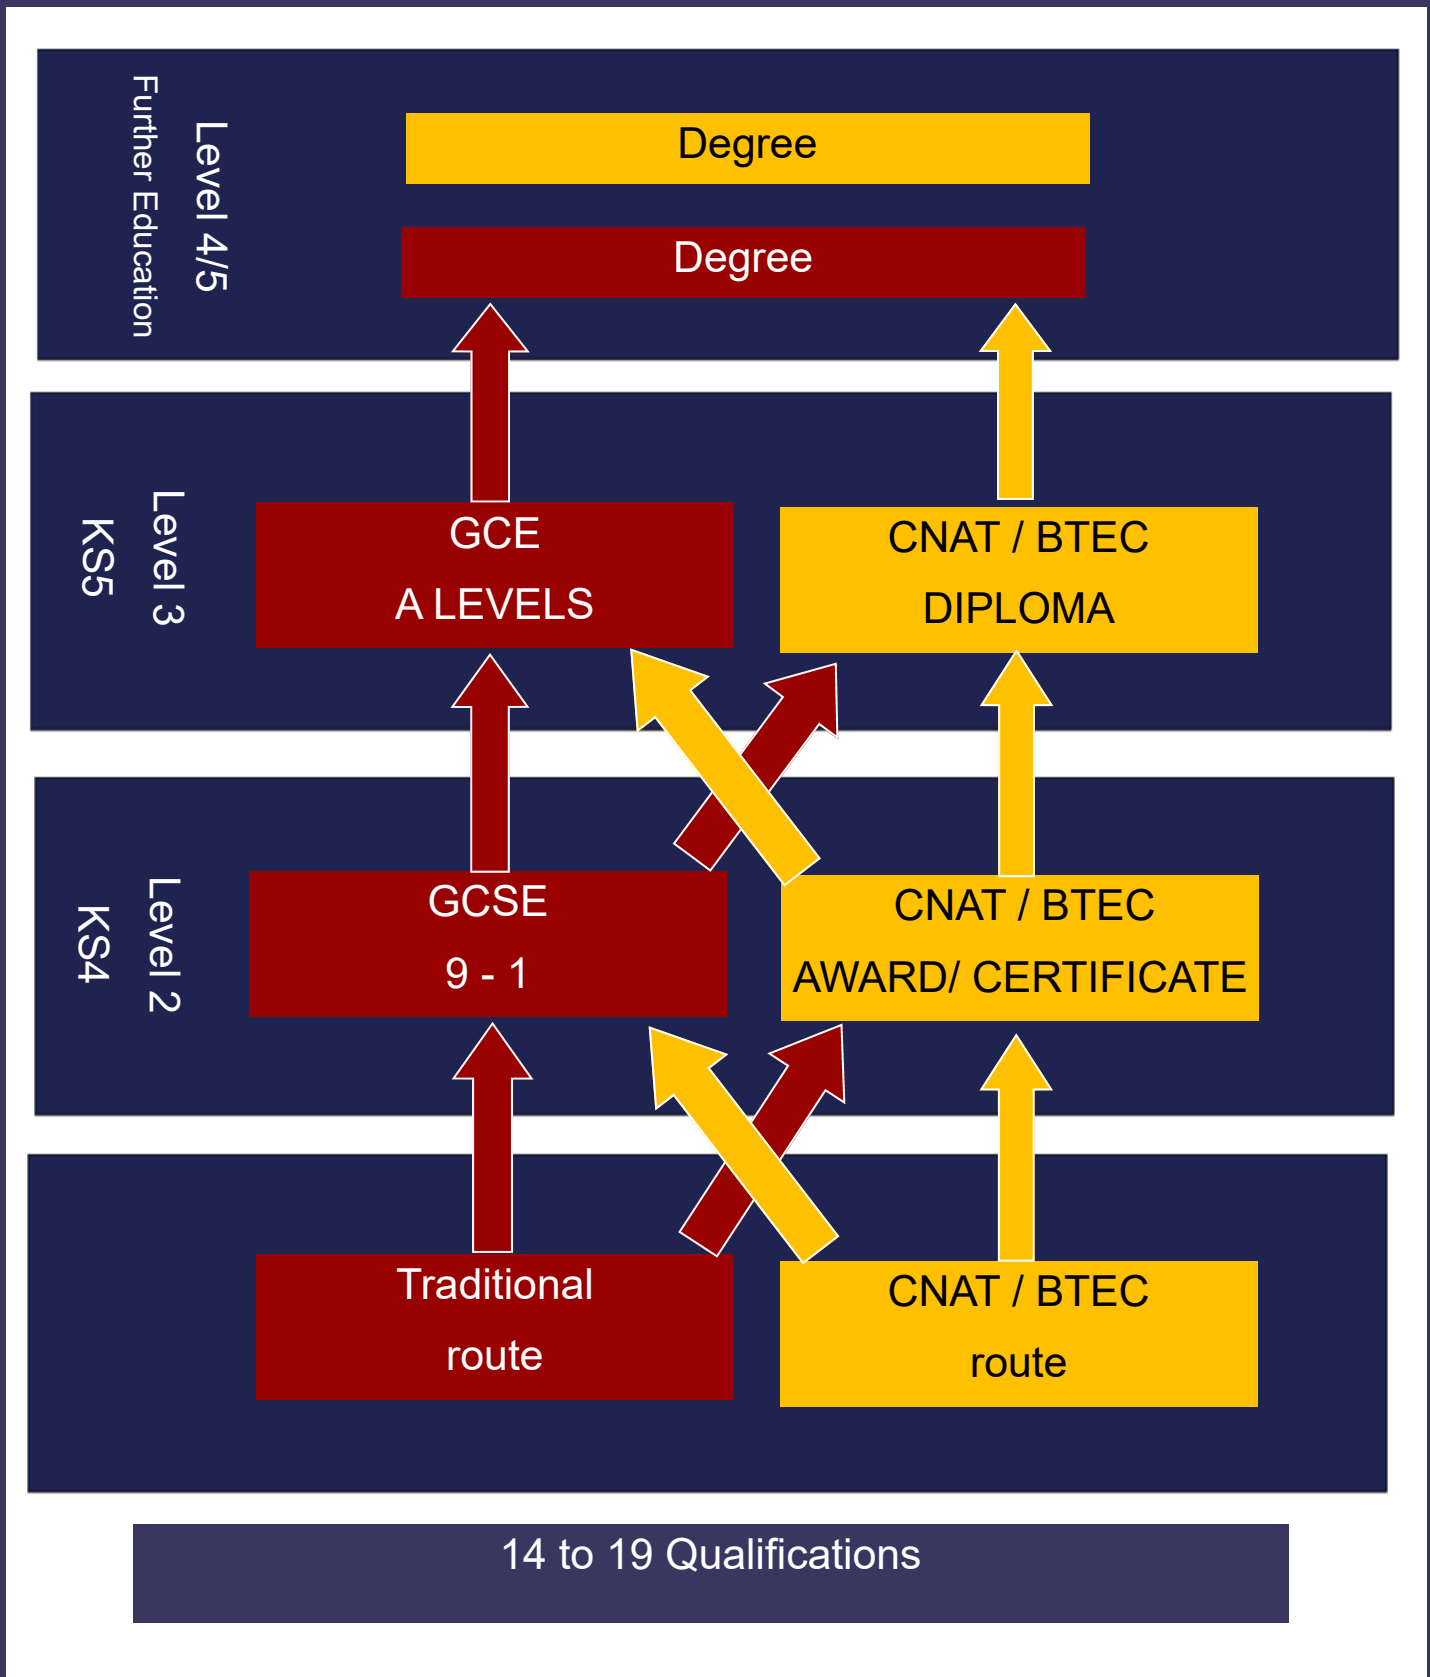 Level 4/5
Further Education
Degree
Degree
Level 3
KS5
GCE
A LEVELS
CNAT / BTEC
DIPLOMA
Level 2
KS4
GCSE
9 - 1
CNAT / BTEC
AWARD/ CERTIFICATE
Traditional
route
CNAT / BTEC
route
14 to 19 Qualifications